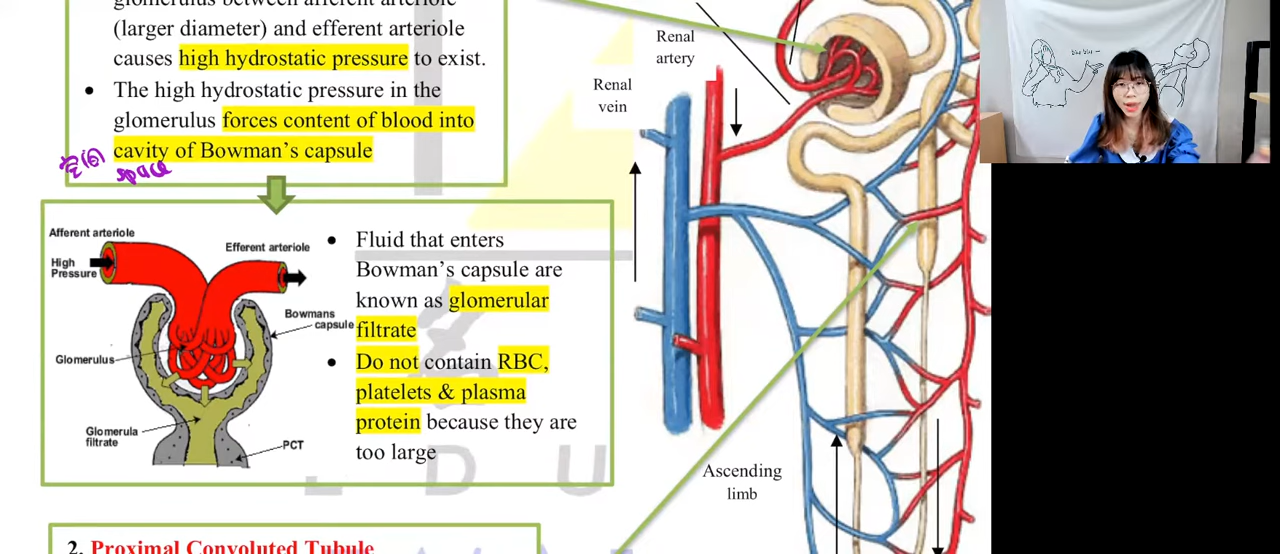 glomerulus between afferent arteriole
(larger diameter) and efferent arteriole
causes high hydrostatic pressure to exist.
• The high hydrostatic pressure in the
glomerulus forces content of blood into
cavity of Bowman's capsule
空间 space
Afferent arteriole
High
Pressure
Efferent arteriole
Bowmans
capsule
Glomerulus
Glomerula
filtrate
PCT
• Fluid that enters
Bowman's capsule are
known as glomerular
filtrate
• Do not contain RBC,
platelets & plasma
protein because they are
too large
2. Proximal Convoluted Tubule
Renal
artery
Renal
vein
Ascending
limb
E D U